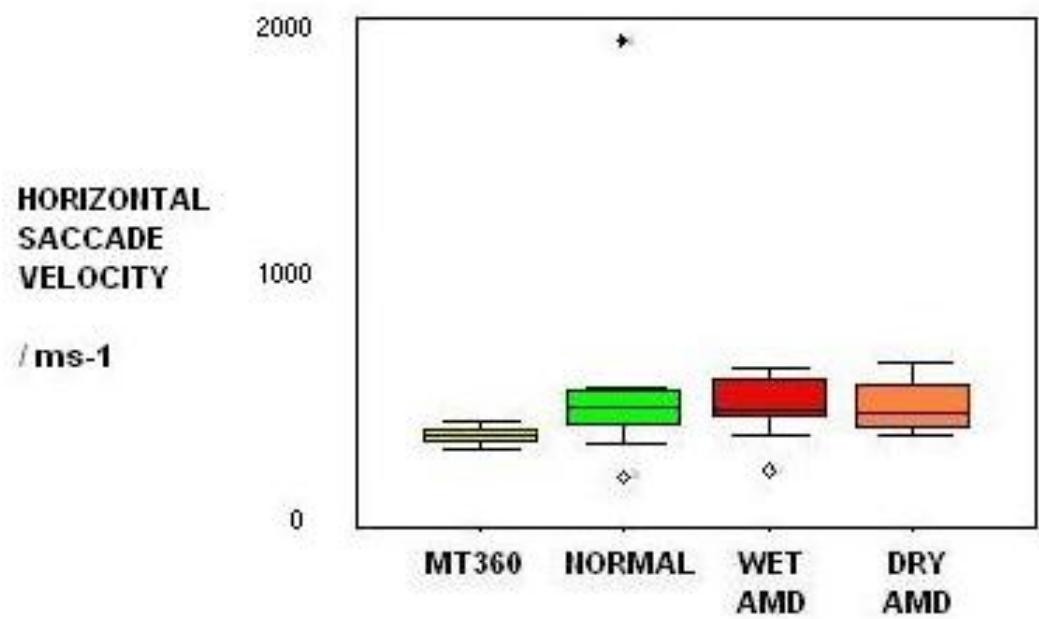 2000
HORIZONTAL
SACCADE
VELOCITY
1000
/ ms-1
0
MT360 NORMAL WET DRY
AMD AMD